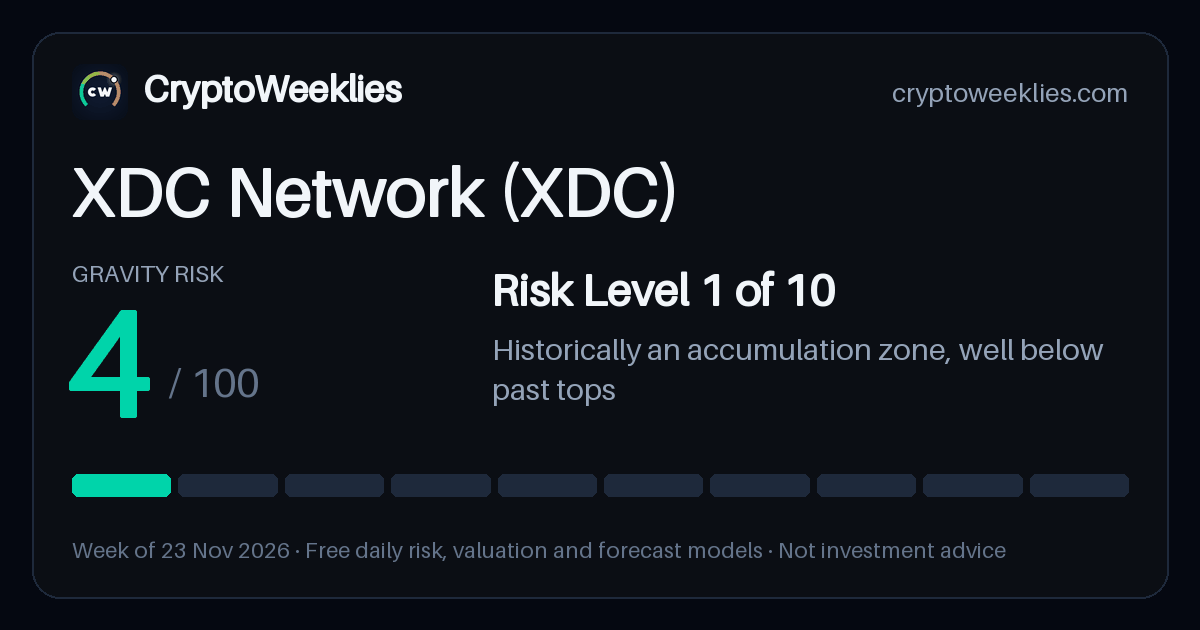 CW
CryptoWeeklies
cryptoweeklies.com
XDC Network (XDC)
GRAVITY RISK
4 / 100
Risk Level 1 of 10
Historically an accumulation zone, well below
past tops
Week of 23 Nov 2026 · Free daily risk, valuation and forecast models · Not investment advice